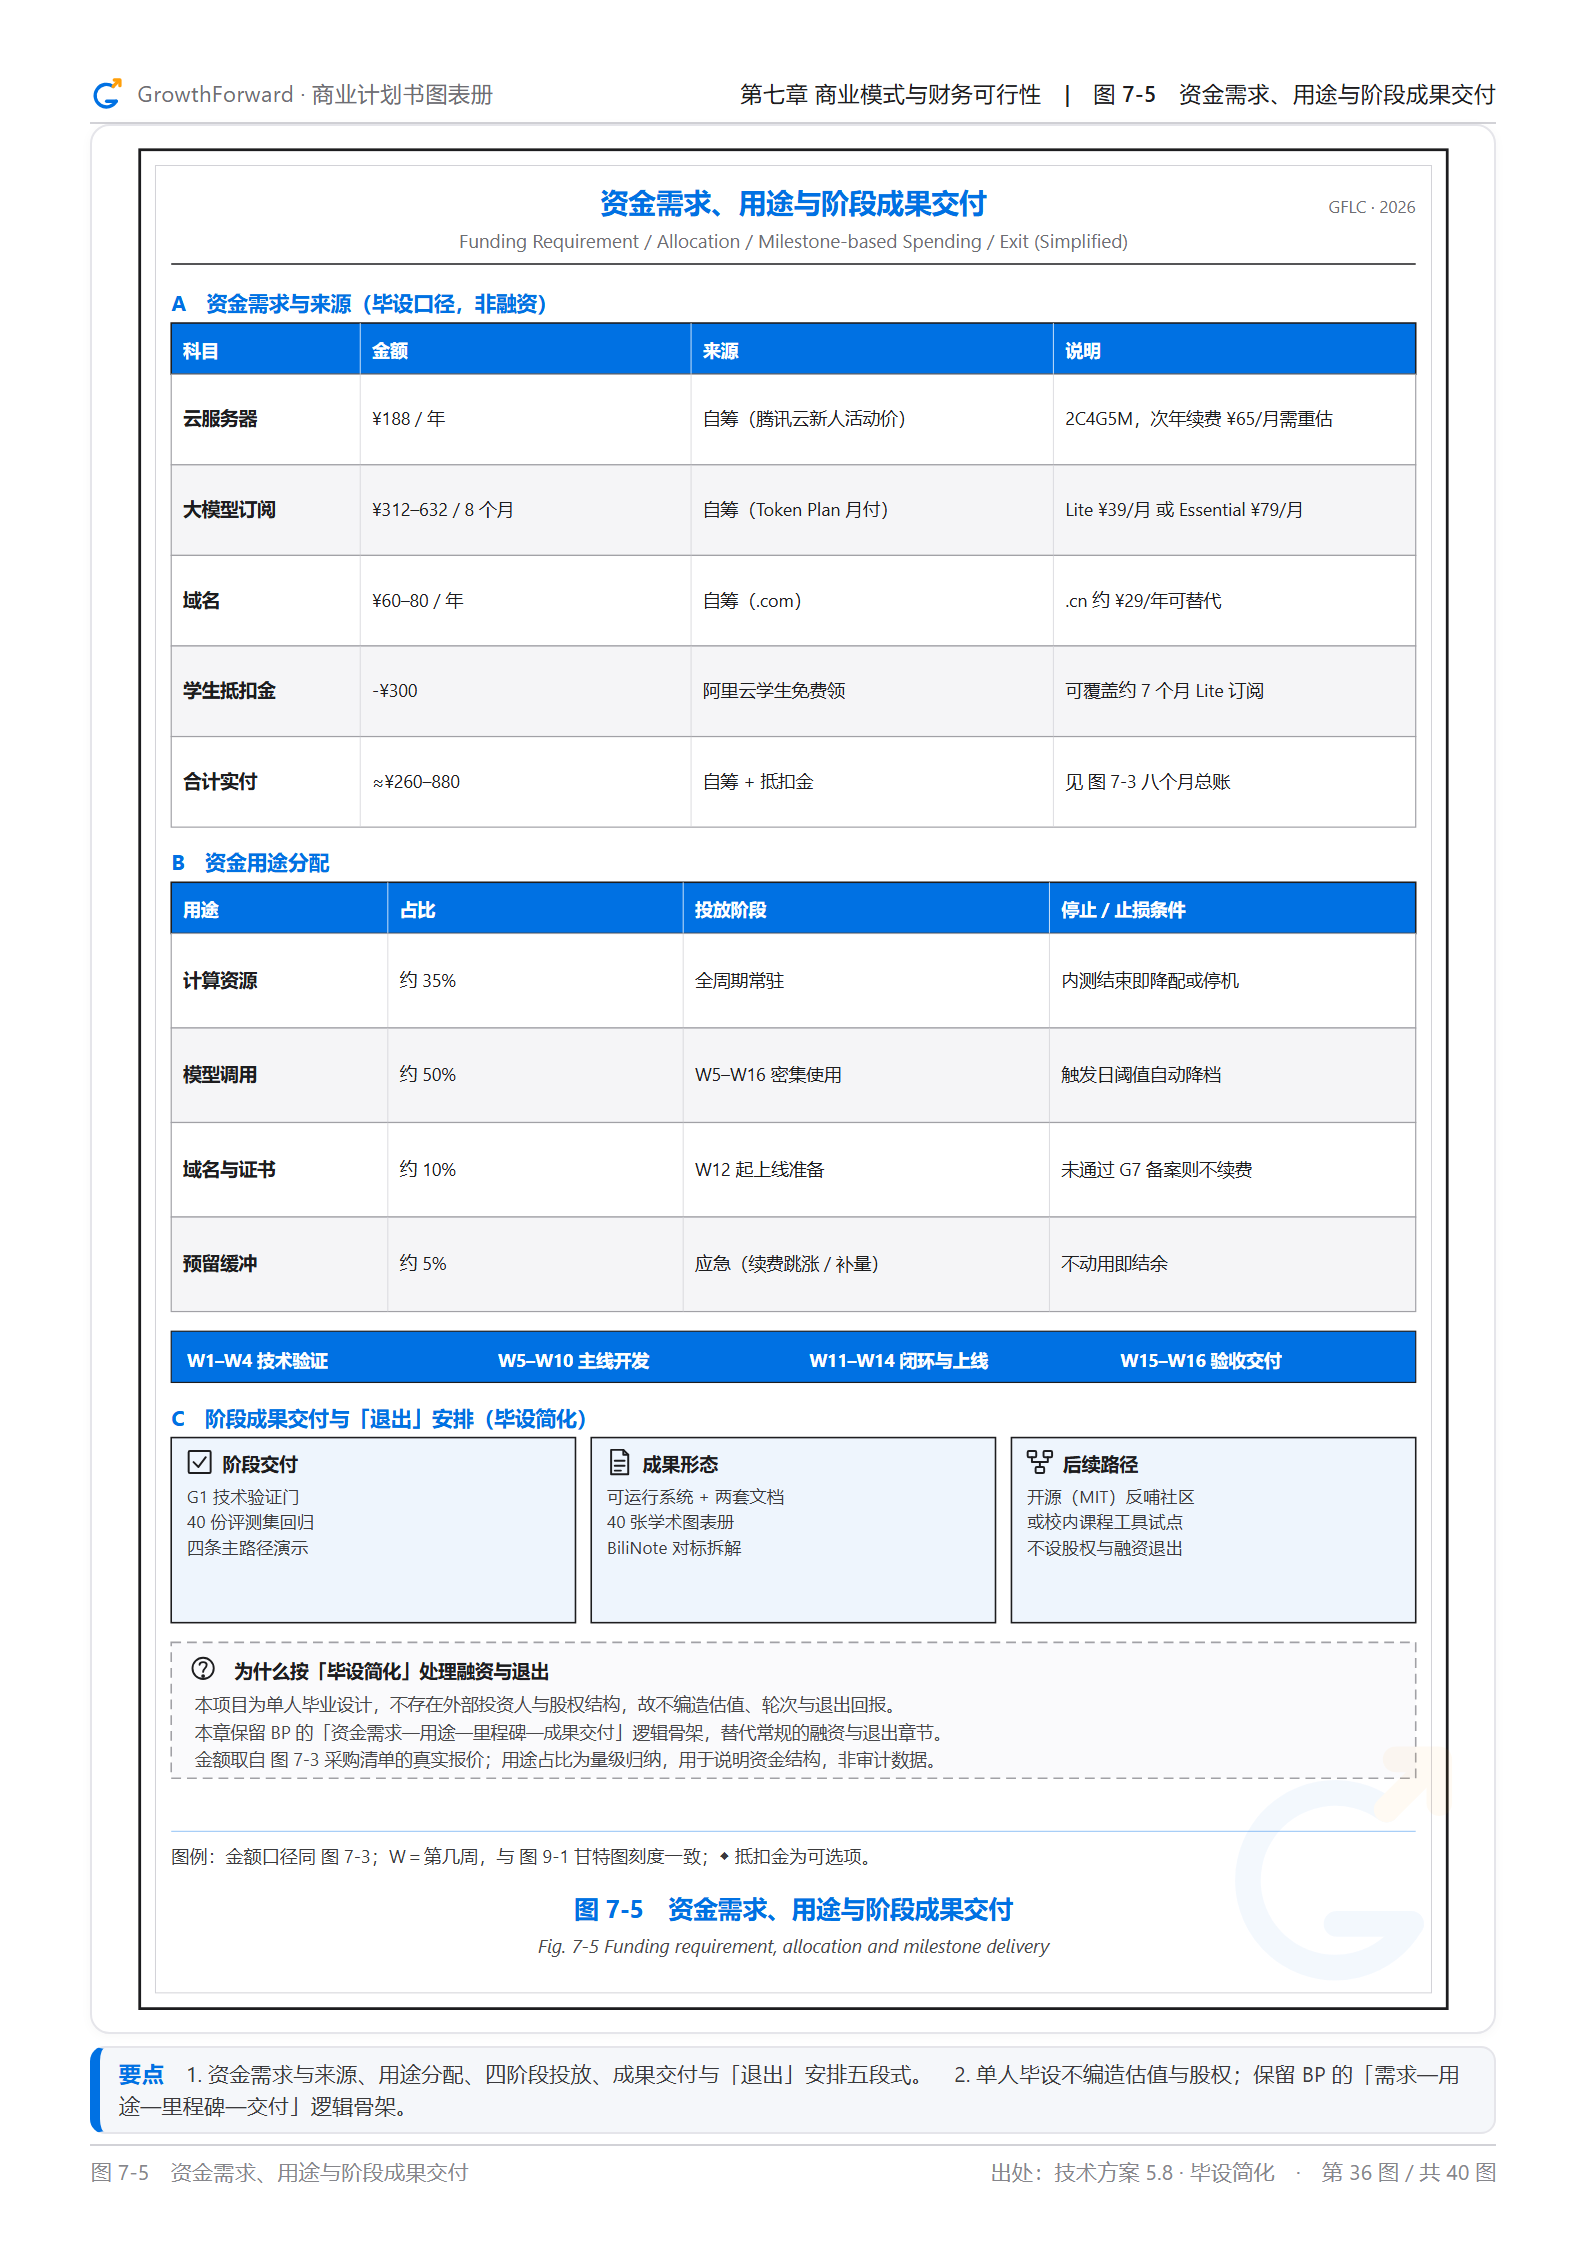 GrowthForward · 商业计划书图表册
第七章 商业模式与财务可行性 | 图 7-5 资金需求、用途与阶段成果交付
资金需求、用途与阶段成果交付
GFLC · 2026
Funding Requirement / Allocation / Milestone-based Spending / Exit (Simplified)
A 资金需求与来源（毕设口径，非融资）
科目 金额 来源 说明
云服务器 ¥188 / 年 自筹（腾讯云新人活动价） 2C4G5M，次年续费 ¥65/月需重估
大模型订阅 ¥312–632 / 8 个月 自筹（Token Plan 月付） Lite ¥39/月 或 Essential ¥79/月
域名 ¥60–80 / 年 自筹（.com） .cn 约 ¥29/年可替代
学生抵扣金 -¥300 阿里云学生免费领 可覆盖约 7 个月 Lite 订阅
合计实付 ≈¥260–880 自筹 + 抵扣金 见 图 7-3 八个月总账
B 资金用途分配
用途 占比 投放阶段 停止 / 止损条件
计算资源 约 35% 全周期常驻 内测结束即降配或停机
模型调用 约 50% W5–W16 密集使用 触发日阈值自动降档
域名与证书 约 10% W12 起上线准备 未通过 G7 备案则不续费
预留缓冲 约 5% 应急（续费跳涨 / 补量） 不动用即结余
W1–W4 技术验证 W5–W10 主线开发 W11–W14 闭环与上线 W15–W16 验收交付
C 阶段成果交付与「退出」安排（毕设简化）
阶段交付
G1 技术验证门
40 份评测集回归
四条主路径演示
成果形态
可运行系统 + 两套文档
40 张学术图表册
BiliNote 对标拆解
后续路径
开源（MIT）反哺社区
或校内课程工具试点
不设股权与融资退出
为什么按「毕设简化」处理融资与退出
本项目为单人毕业设计，不存在外部投资人与股权结构，故不编造估值、轮次与退出回报。
本章保留 BP 的「资金需求—用途—里程碑—成果交付」逻辑骨架，替代常规的融资与退出章节。
金额取自 图 7-3 采购清单的真实报价；用途占比为量级归纳，用于说明资金结构，非审计数据。
图例：金额口径同 图 7-3；W = 第几周，与 图 9-1 甘特图刻度一致；◆ 抵扣金为可选项。
图 7-5 资金需求、用途与阶段成果交付
Fig. 7-5 Funding requirement, allocation and milestone delivery
要点 1. 资金需求与来源、用途分配、四阶段投放、成果交付与「退出」安排五段式。 2. 单人毕设不编造估值与股权；保留 BP 的「需求—用
途—里程碑—交付」逻辑骨架。
图 7-5 资金需求、用途与阶段成果交付
出处：技术方案 5.8 · 毕设简化 · 第 36 图 / 共 40 图